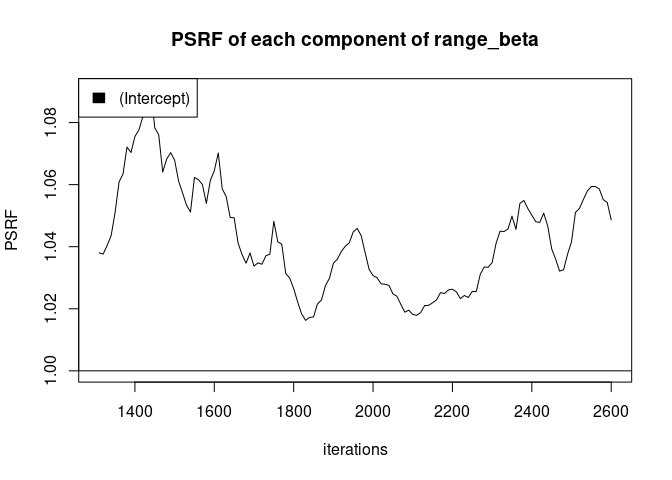 PSRF of each component of range_beta
(Intercept)
PSRF
1.08
1.06
1.04
1.02
1.00
1400 1600 1800 2000 2200 2400 2600
iterations